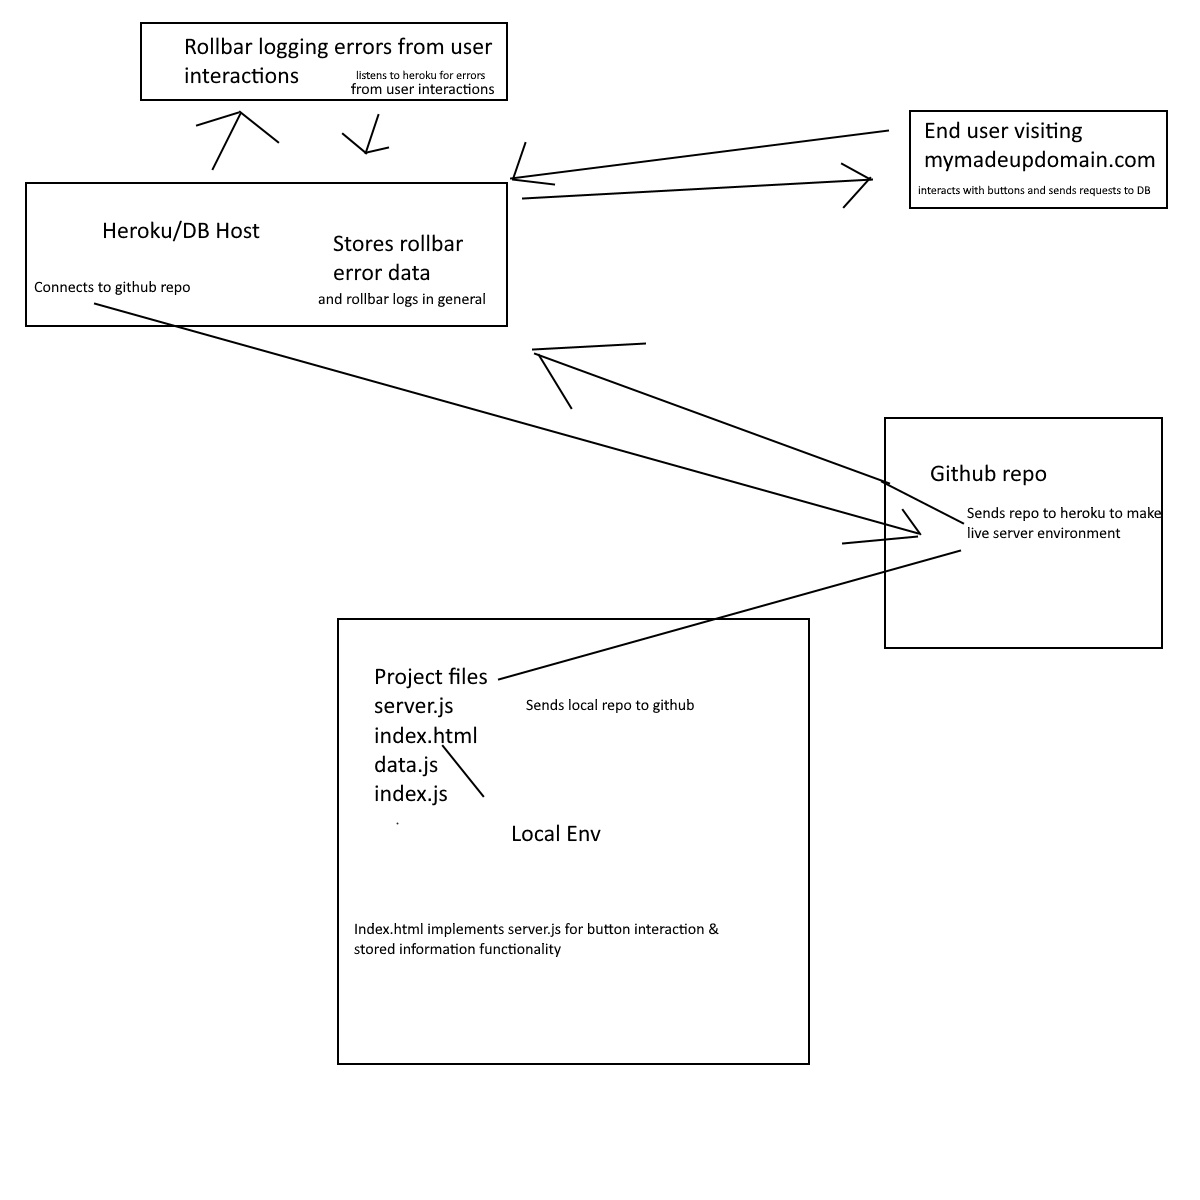 Rollbar logging errors from user
interactions
listens to heroku for errors
from user interactions
End user visiting
mymadeupdomain.com
interacts with buttons and sends requests to DB
Heroku/DB Host
Stores rollbar
error data
and rollbar logs in general
Connects to github repo
Github repo
Sends repo to heroku to make
live server environment
Project files
server.js
index.html
data.js
index.js
Sends local repo to github
Local Env
Index.html implements server.js for button interaction &
stored information functionality